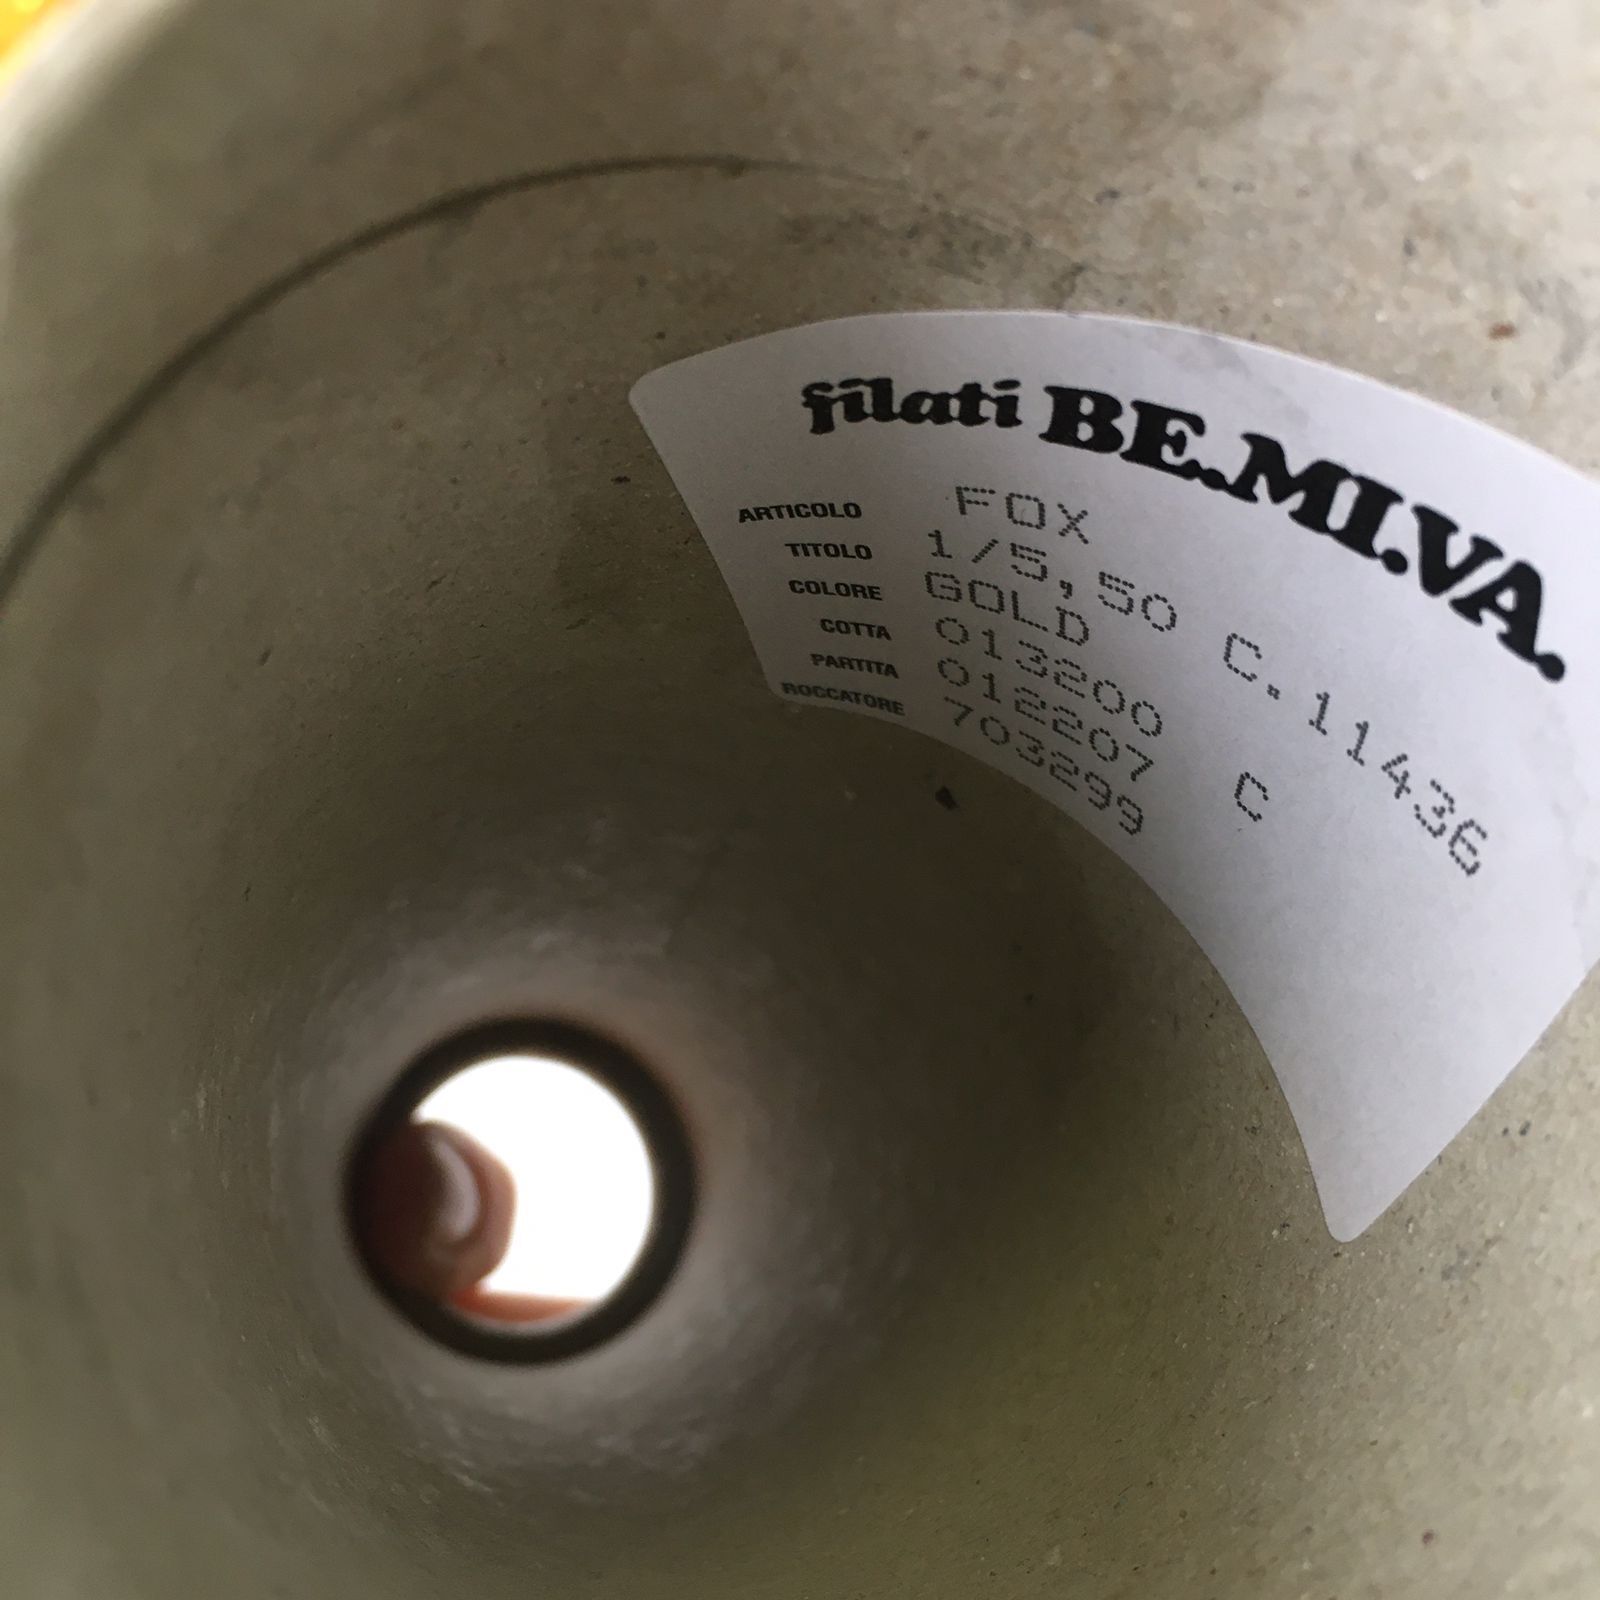 filati BE.MI.VA.
ARTICOLO FOX
TITOLO 1/5,50 C.11436
COLORE GOLD
COTTA 013200
PARTITA 012207 C
ROCCATORE 703299